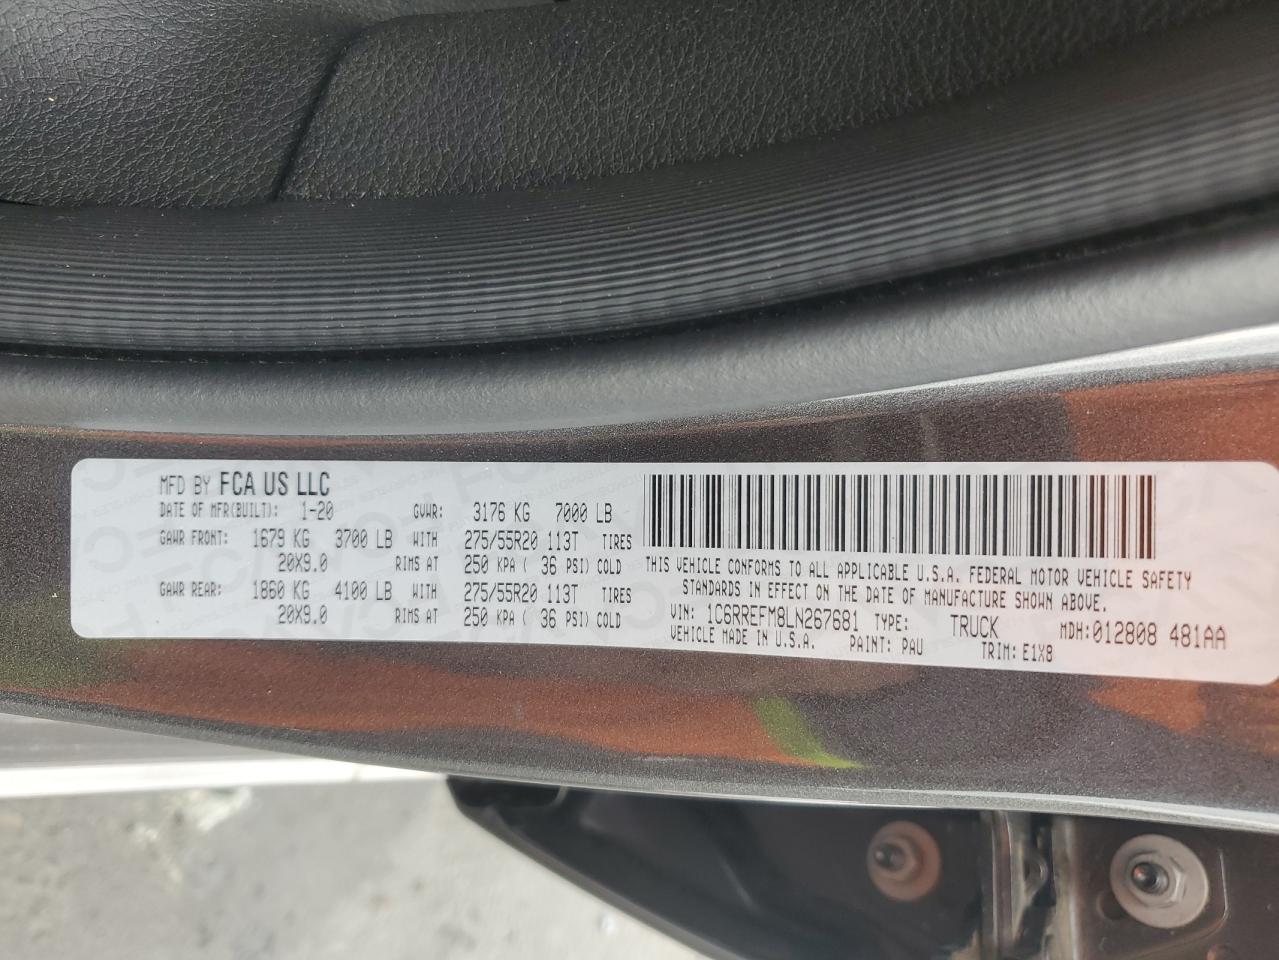 MFD BY FCA US LLC
DATE OF MFR(BUILT): 1-20 GVWR: 3176 KG 7000 LB
GAWR FRONT: 1679 KG 3700 LB WITH 275/55R20 113T TIRES
20X9.0 RIMS AT 250 KPA ( 36 PSI) COLD
GAWR REAR: 1860 KG 4100 LB WITH 275/55R20 113T TIRES
20X9.0 RIMS AT 250 KPA ( 36 PSI) COLD
THIS VEHICLE CONFORMS TO ALL APPLICABLE U.S.A. FEDERAL MOTOR VEHICLE SAFETY
STANDARDS IN EFFECT ON THE DATE OF MANUFACTURE SHOWN ABOVE.
VIN: 1C6RREFM8LN267681 TYPE: TRUCK MDH:012808 481AA
VEHICLE MADE IN U.S.A. PAINT: PAU TRIM: E1X8